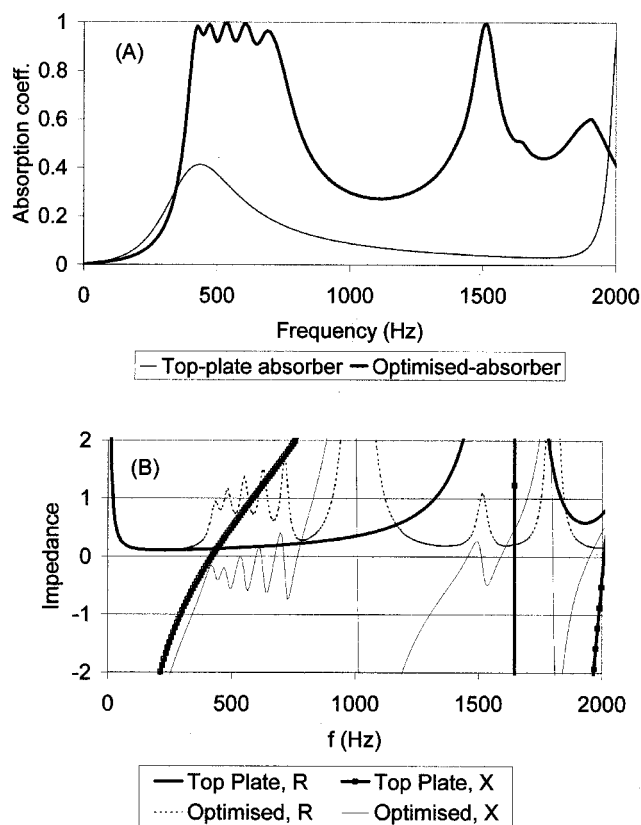 (A)
Absorption coeff.
1
0.8
0.6
0.4
0.2
0
0 500 1000 1500 2000
Frequency (Hz)
Top-plate absorber Optimised-absorber
(B)
Impedance
2
1
0
-1
-2
0 500 1000 1500 2000
f (Hz)
Top Plate, R Top Plate, X
Optimised, R Optimised, X